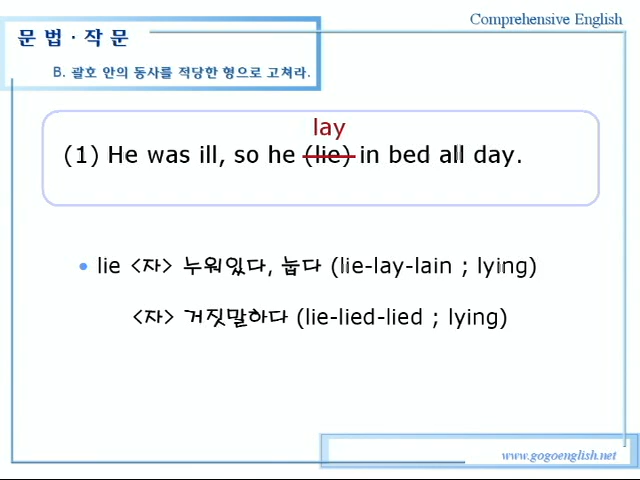 Comprehensive English
문 법 · 작 문
B. 괄호 안의 동사를 적당한 형으로 고쳐라.
lay
(1) He was ill, so he (lie) in bed all day.
• lie <자> 누워있다, 눕다 (lie-lay-lain ; lying)
<자> 거짓말하다 (lie-lied-lied ; lying)
www.gogoenglish.net